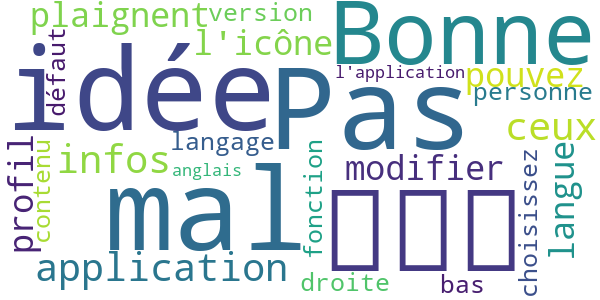 plaignent
version
Bonne
l'icône
idée
défaut
l'application
pouvez
personne
Pas
ceux
langage
infos
anglais
modifier
mal
profil
contenu
fonction
choisissez
langue
application
droite
bas